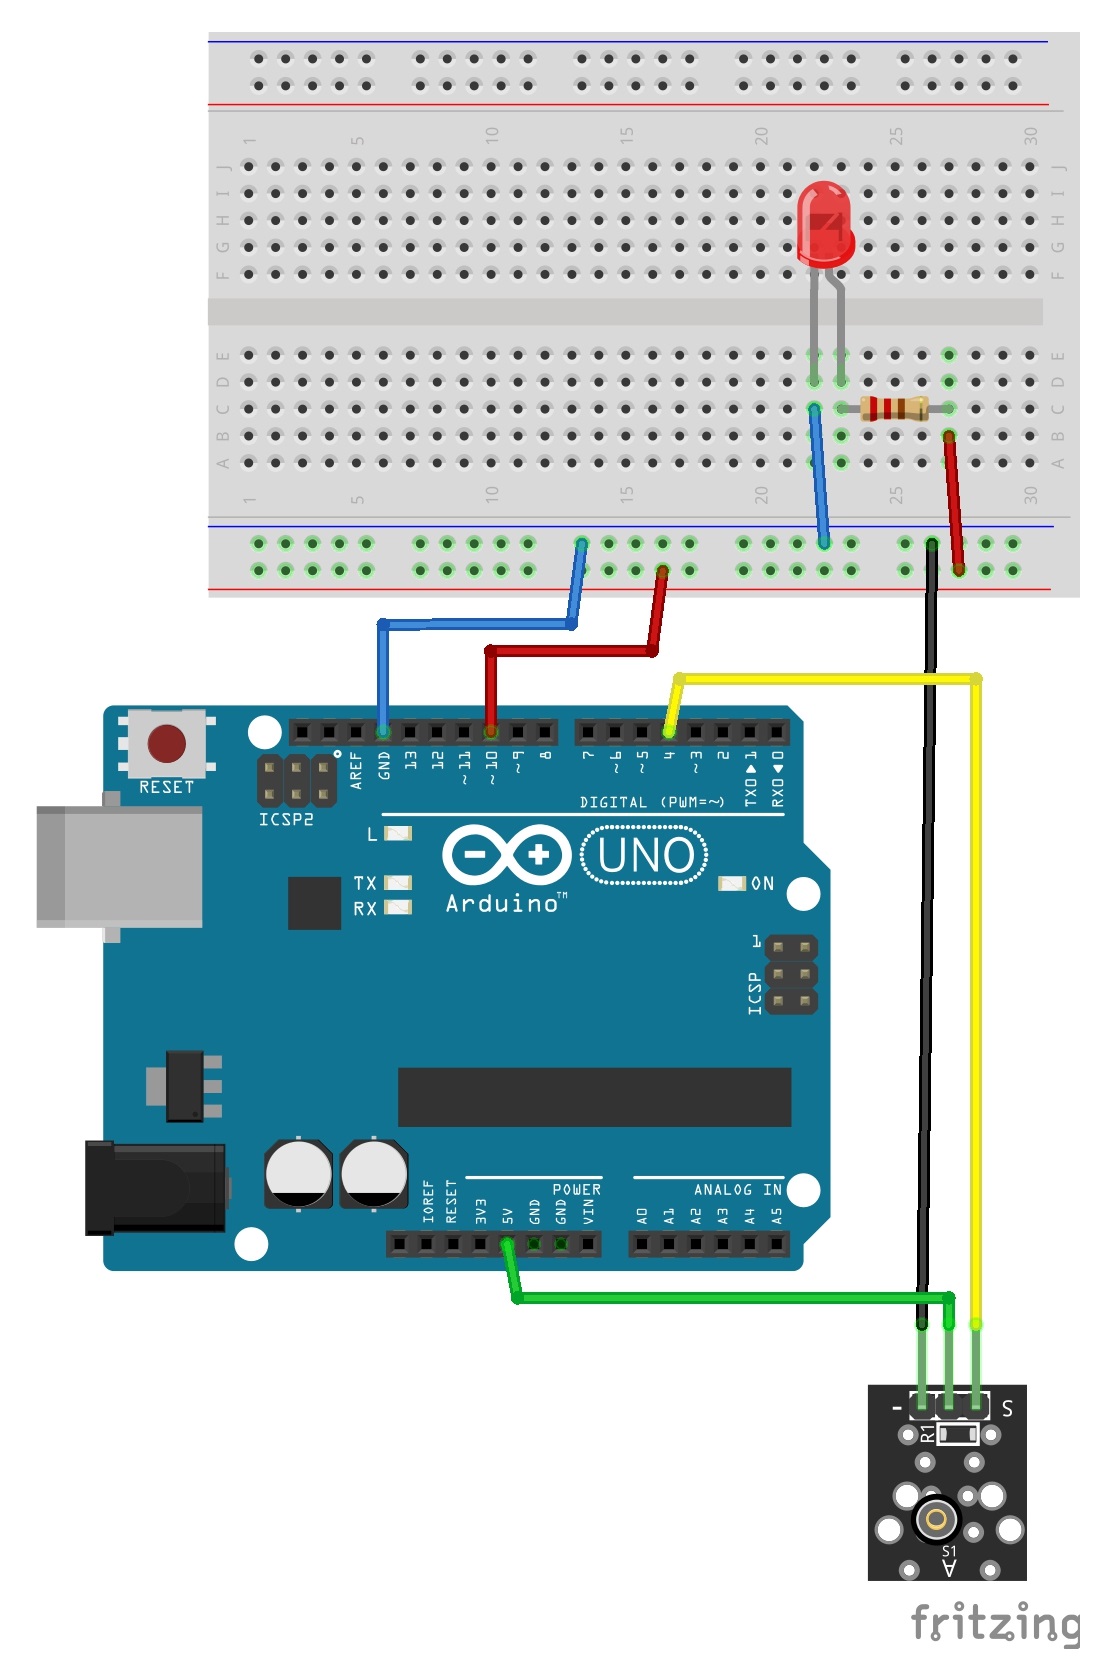 1 5 10 15 20 25 30
J J
I I
H H
G G
F F
E E
D D
C C
B B
A A
1 5 10 15 20 25 30
RESET
ICSP2
AREF
GND
13
12
~11
~10
~9
8
7
~6
~5
4
~3
2
TX0▶1
RX0◀0
DIGITAL (PWM=~)
L
TX
RX
UNO
Arduino™
ON
1
ICSP
IOREF
RESET
3V3
5V
GND
GND
VIN
POWER
ANALOG IN
A0
A1
A2
A3
A4
A5
- S
R1
S1
A
fritzing